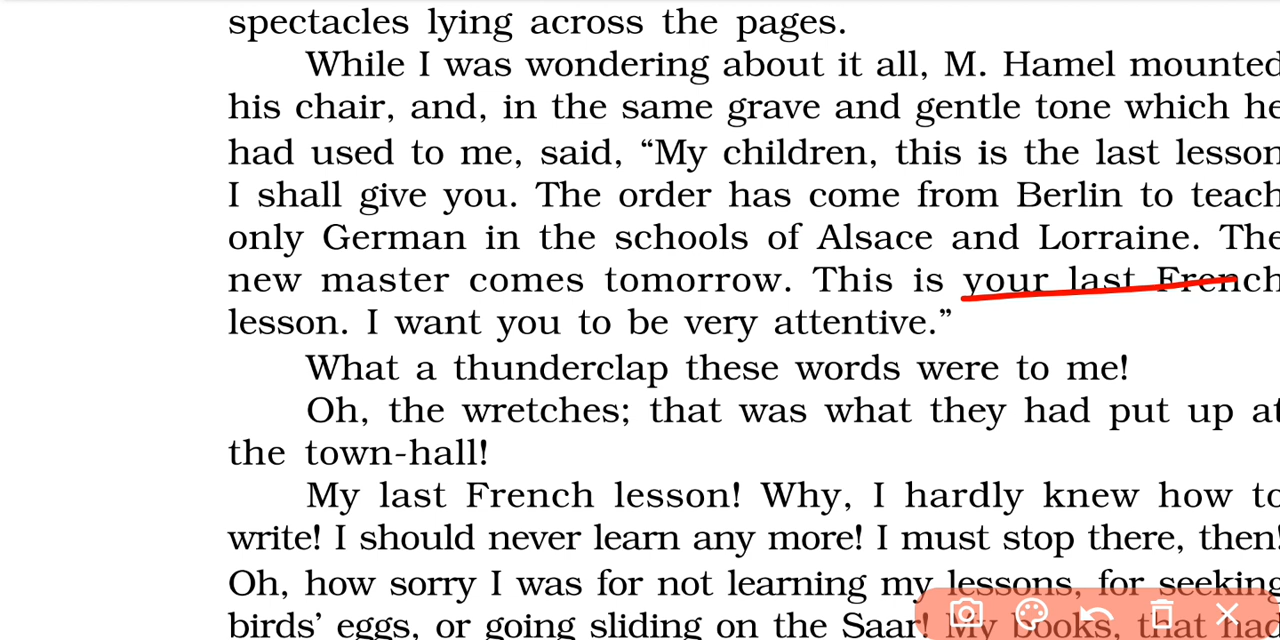 spectacles lying across the pages.
While I was wondering about it all, M. Hamel mounted
his chair, and, in the same grave and gentle tone which he
had used to me, said, “My children, this is the last lesson
I shall give you. The order has come from Berlin to teach
only German in the schools of Alsace and Lorraine. The
new master comes tomorrow. This is your last French
lesson. I want you to be very attentive.”
What a thunderclap these words were to me!
Oh, the wretches; that was what they had put up at
the town-hall!
My last French lesson! Why, I hardly knew how to
write! I should never learn any more! I must stop there, then!
Oh, how sorry I was for not learning my lessons, for seeking
birds’ eggs, or going sliding on the Saar! My books, that had